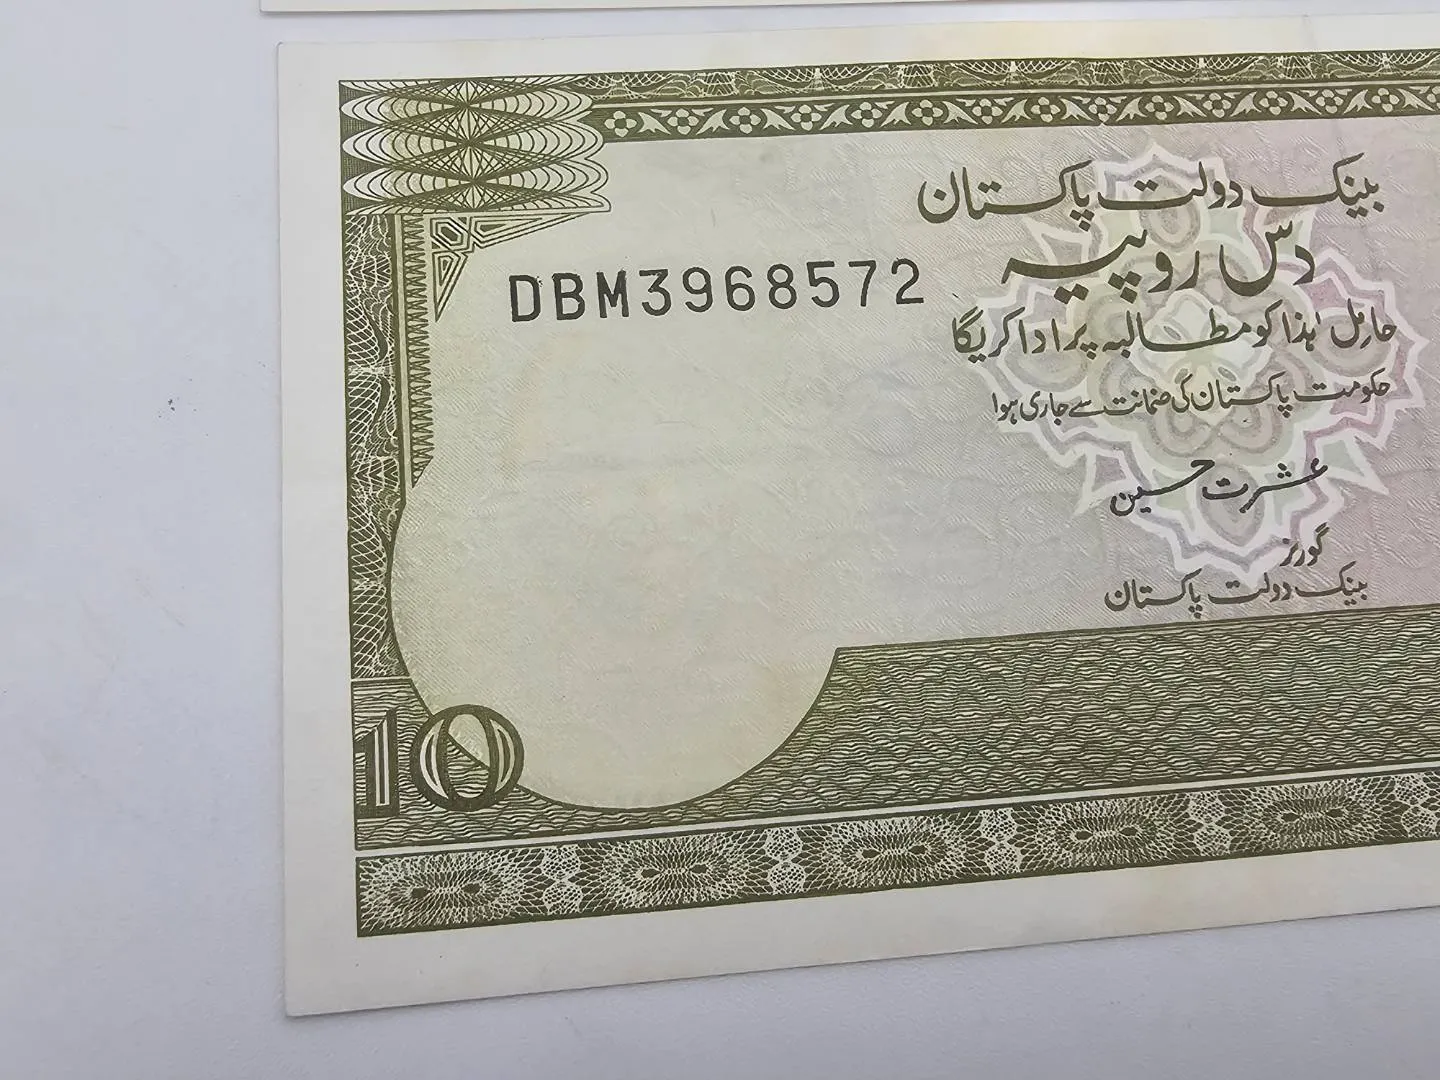 بینک دولت پاکستان
دس روپیہ
DBM3968572
حامل ہٰذا کو مطالبہ پر ادا کریگا
حکومت پاکستان کی ضمانت سے جاری ہوا
عشرت حسین
گورنر
بینک دولت پاکستان
10